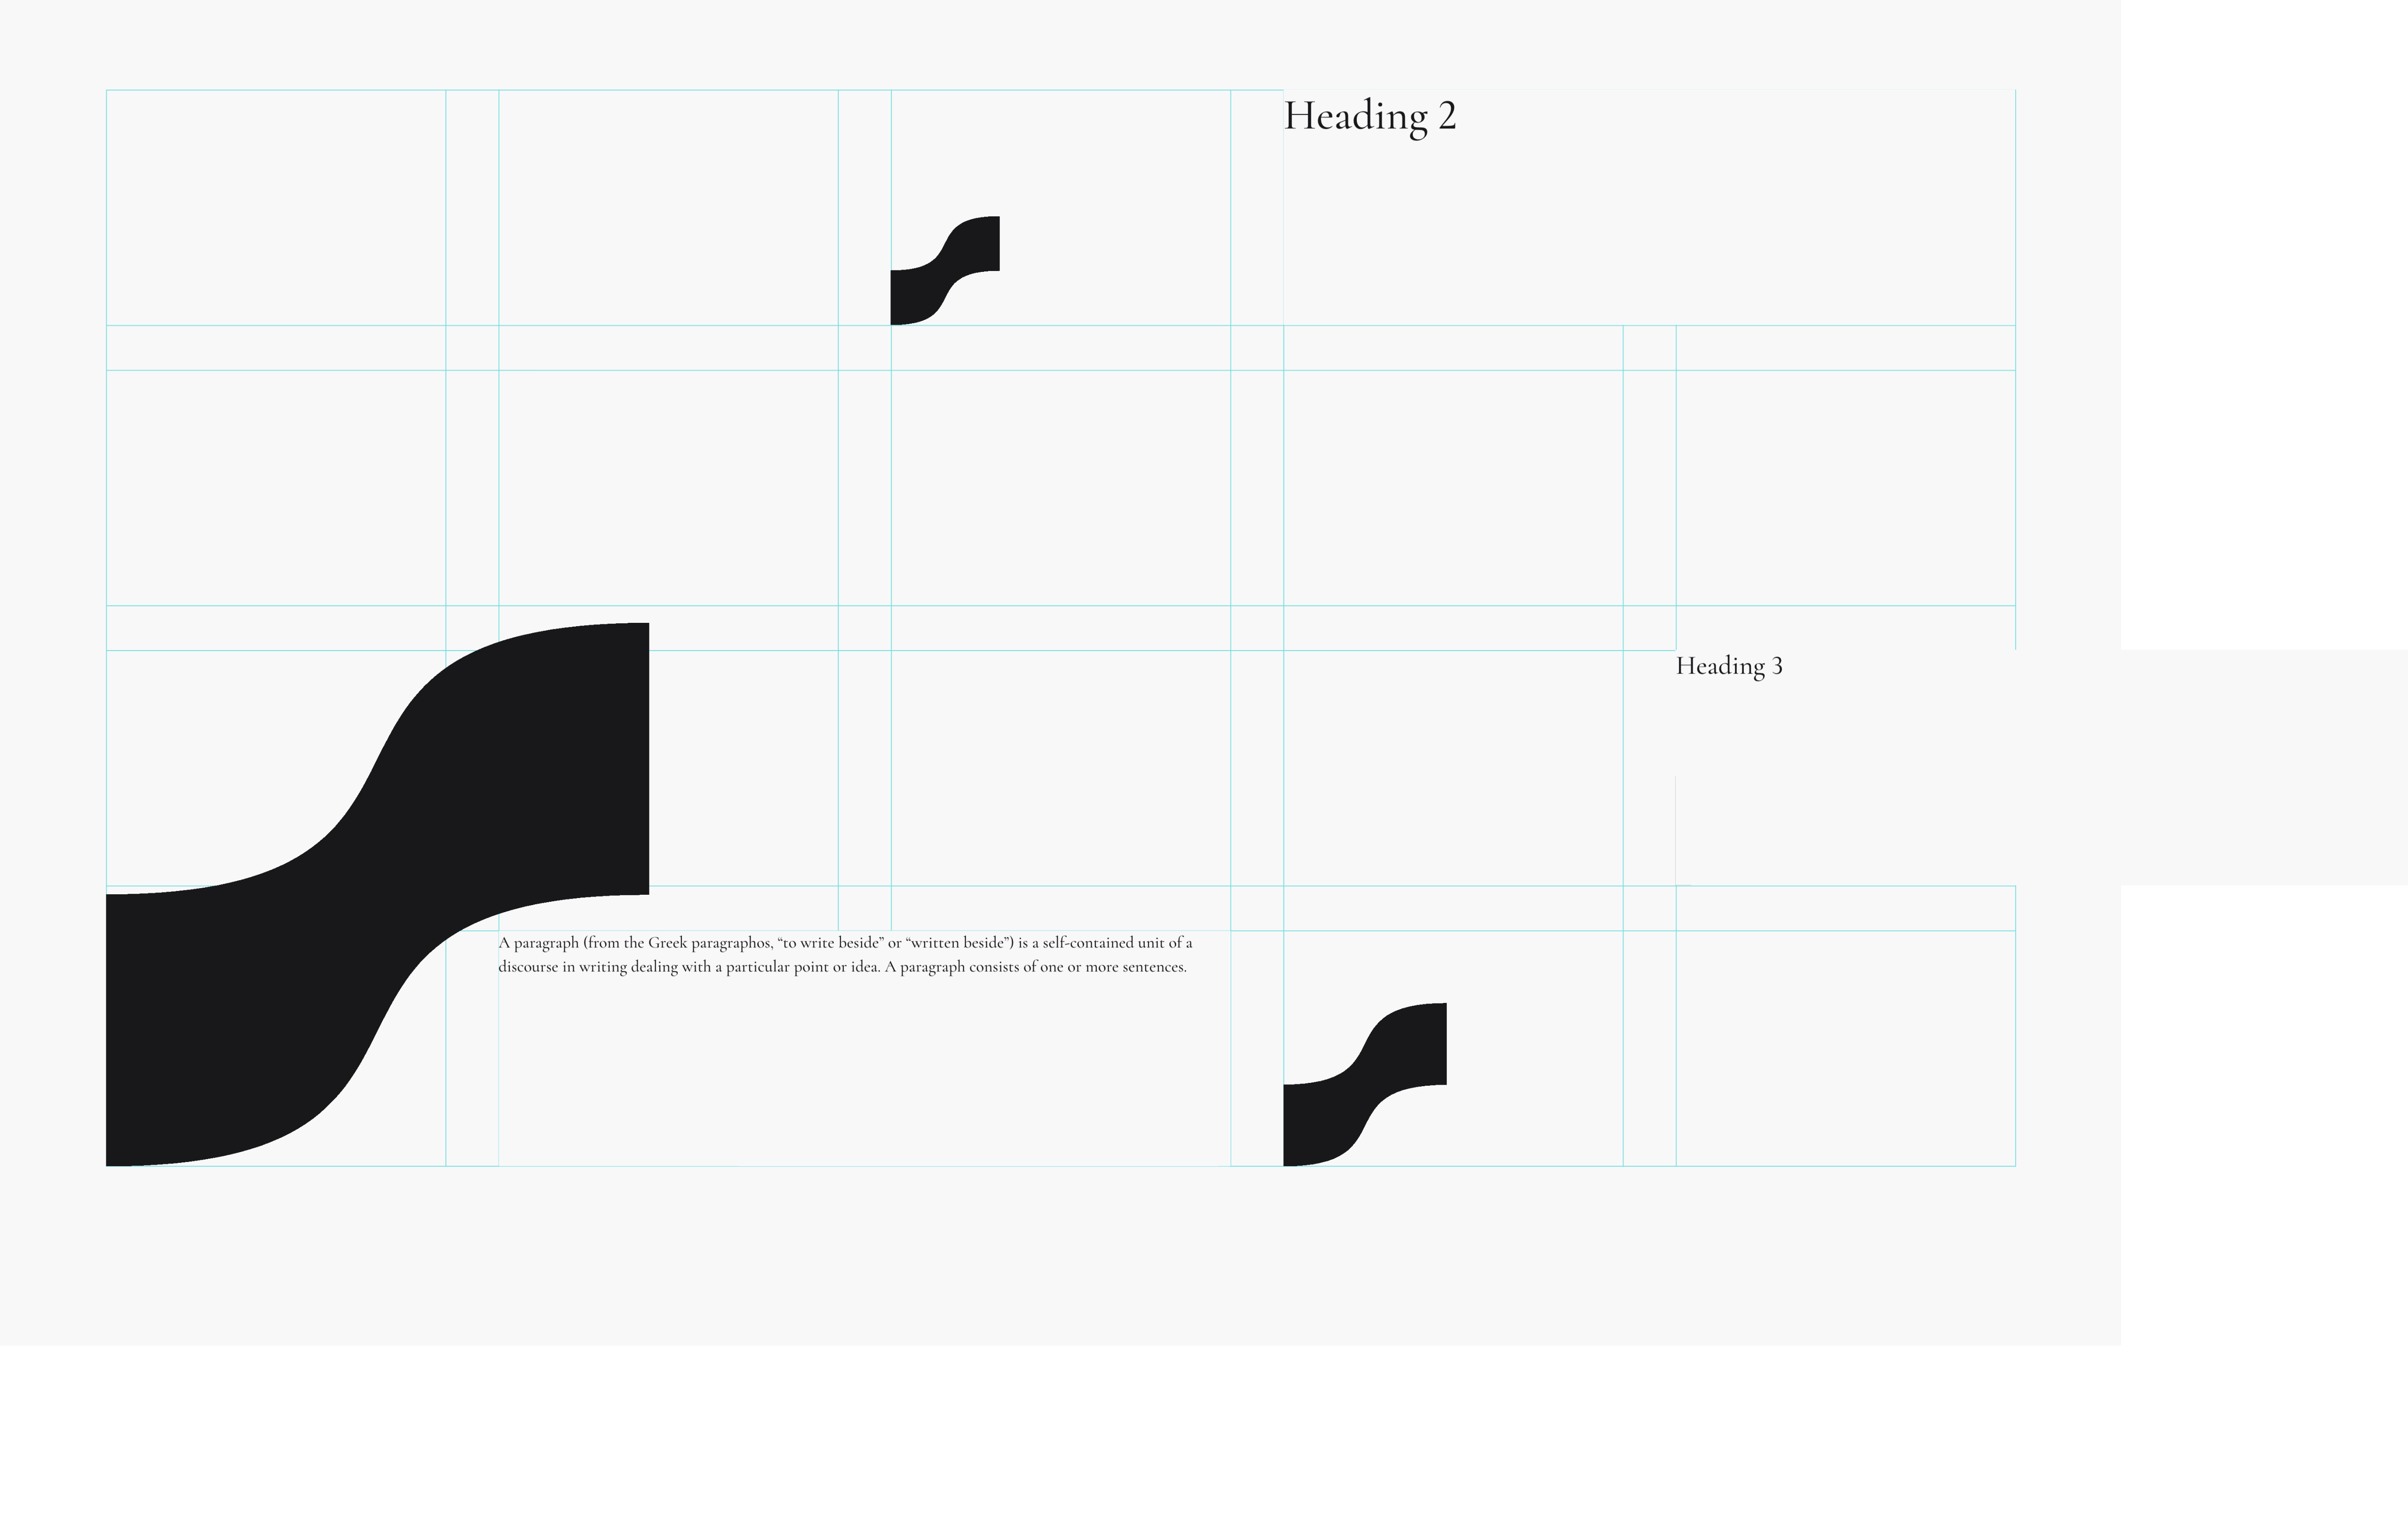 Heading 2
Heading 3
A paragraph (from the Greek paragraphos, “to write beside” or “written beside”) is a self-contained unit of a
discourse in writing dealing with a particular point or idea. A paragraph consists of one or more sentences.